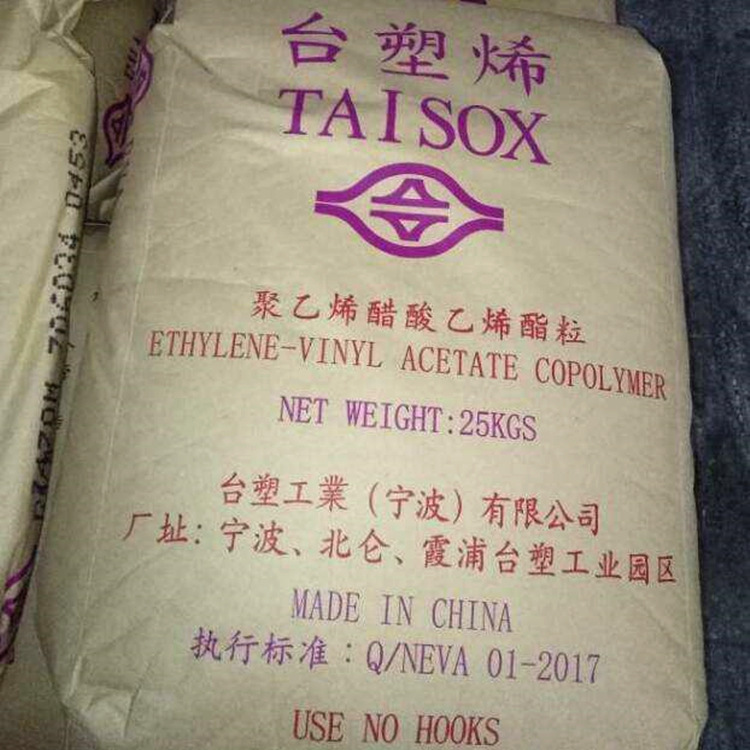 台塑烯
TAISOX
聚乙烯醋酸乙烯酯粒
ETHYLENE-VINYL ACETATE COPOLYMER
NET WEIGHT:25KGS
台塑工業（宁波）有限公司
厂址：宁波、北仑、霞浦台塑工业园区
MADE IN CHINA
执行标准：Q/NEVA 01-2017
USE NO HOOKS
0453